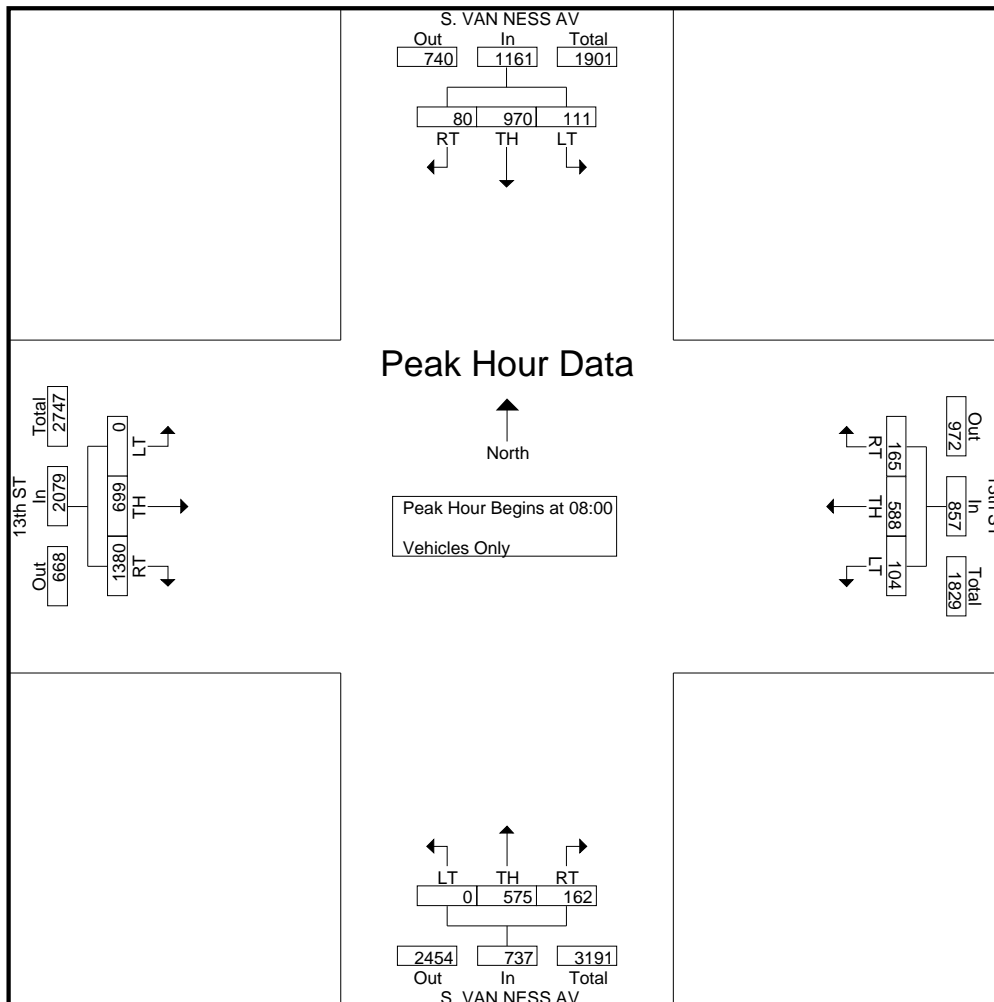 S. VAN NESS AV
Out In Total
740 1161 1901
80 970 111
RT TH LT
Peak Hour Data
North
Peak Hour Begins at 08:00
Vehicles Only
13th ST
Total In Out
2747 2079 668
0 699 1380
LT TH RT
RT TH LT
165 588 104
972 857 1829
Out In Total
13th ST
LT TH RT
0 575 162
2454 737 3191
Out In Total
S. VAN NESS AV